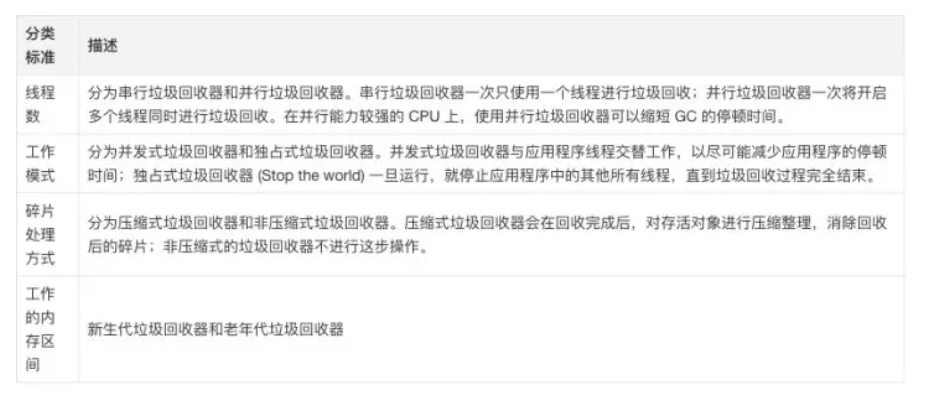 分类
标准
描述
线程
数
分为串行垃圾回收器和并行垃圾回收器。串行垃圾回收器一次只使用一个线程进行垃圾回收；并行垃圾回收器一次将开启
多个线程同时进行垃圾回收。在并行能力较强的 CPU 上，使用并行垃圾回收器可以缩短 GC 的停顿时间。
工作
模式
分为并发式垃圾回收器和独占式垃圾回收器。并发式垃圾回收器与应用程序线程交替工作，以尽可能减少应用程序的停顿
时间；独占式垃圾回收器 (Stop the world) 一旦运行，就停止应用程序中的其他所有线程，直到垃圾回收过程完全结束。
碎片
处理
方式
分为压缩式垃圾回收器和非压缩式垃圾回收器。压缩式垃圾回收器会在回收完成后，对存活对象进行压缩整理，消除回收
后的碎片；非压缩式的垃圾回收器不进行这步操作。
工作
的内
存区
间
新生代垃圾回收器和老年代垃圾回收器